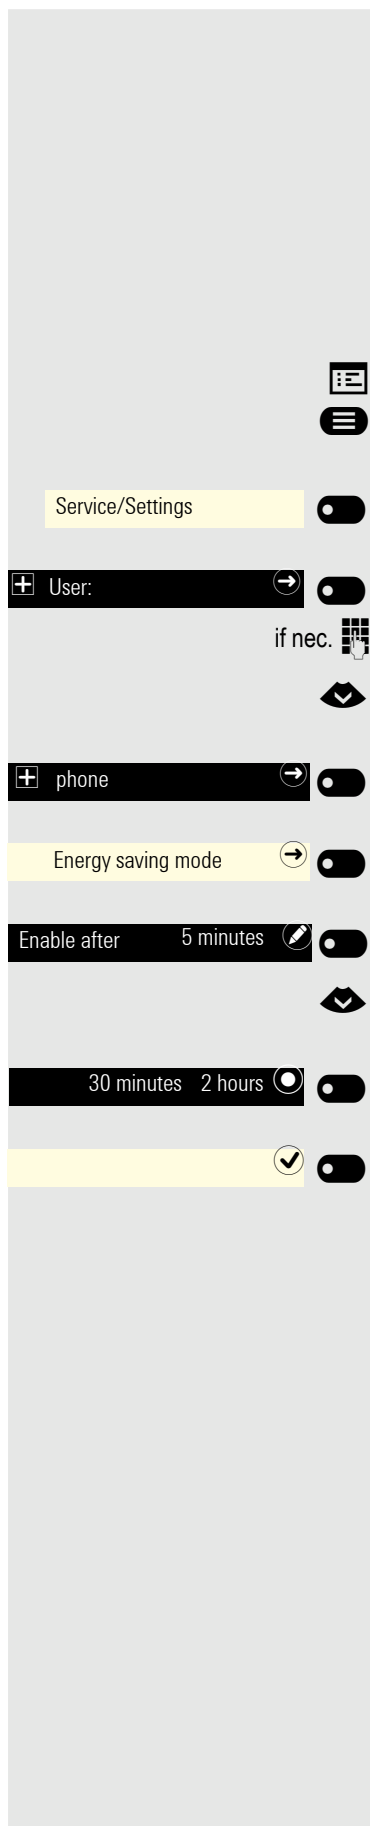 Service/Settings
User:
if nec.
phone
Energy saving mode
Enable after 5 minutes
30 minutes 2 hours